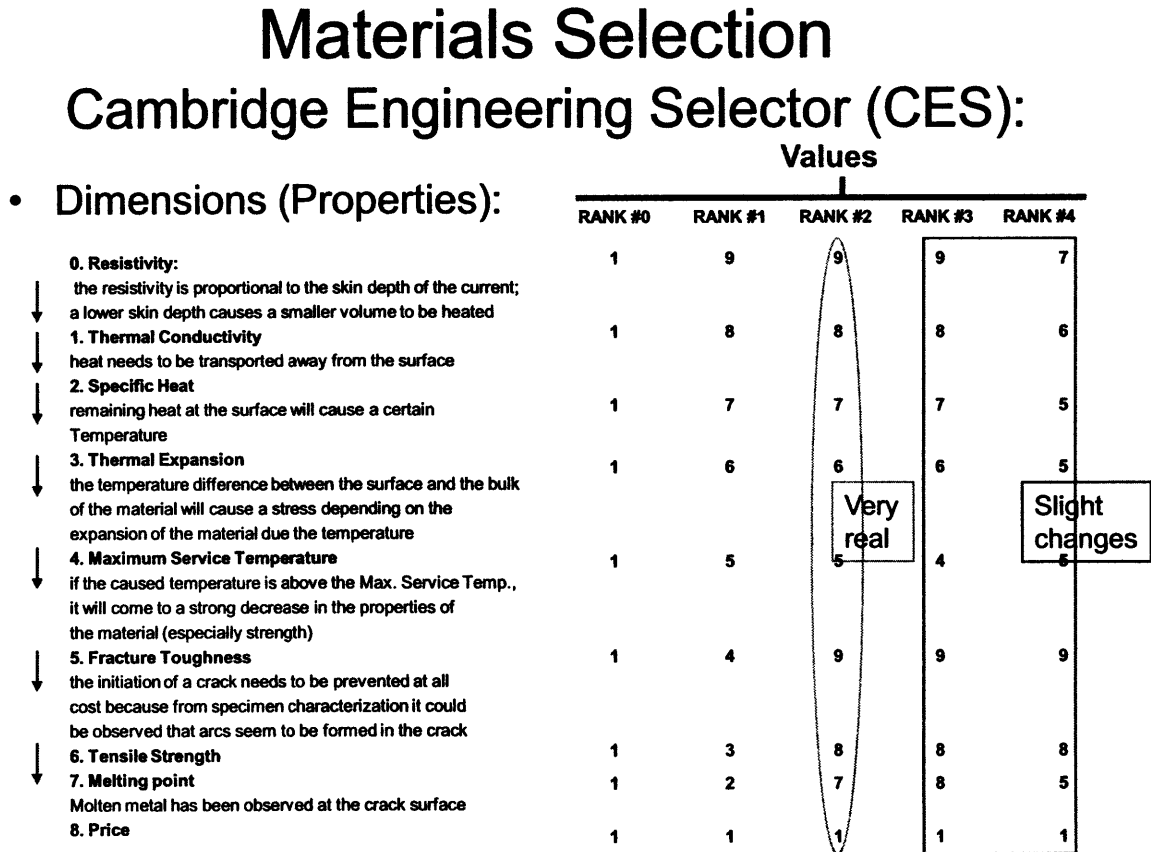 Materials Selection
Cambridge Engineering Selector (CES):
Values
• Dimensions (Properties):
RANK #0 RANK #1 RANK #2 RANK #3 RANK #4
0. Resistivity: 1 9 9 9 7
the resistivity is proportional to the skin depth of the current;
a lower skin depth causes a smaller volume to be heated
1. Thermal Conductivity 1 8 8 8 6
heat needs to be transported away from the surface
2. Specific Heat
remaining heat at the surface will cause a certain 1 7 7 7 5
Temperature
3. Thermal Expansion 1 6 6 6 5
the temperature difference between the surface and the bulk
of the material will cause a stress depending on the
expansion of the material due the temperature
Very
real
Slight
changes
4. Maximum Service Temperature 1 5 5 4 5
if the caused temperature is above the Max. Service Temp.,
it will come to a strong decrease in the properties of
the material (especially strength)
5. Fracture Toughness 1 4 9 9 9
the initiation of a crack needs to be prevented at all
cost because from specimen characterization it could
be observed that arcs seem to be formed in the crack
6. Tensile Strength 1 3 8 8 8
7. Melting point 1 2 7 8 5
Molten metal has been observed at the crack surface
8. Price 1 1 1 1 1